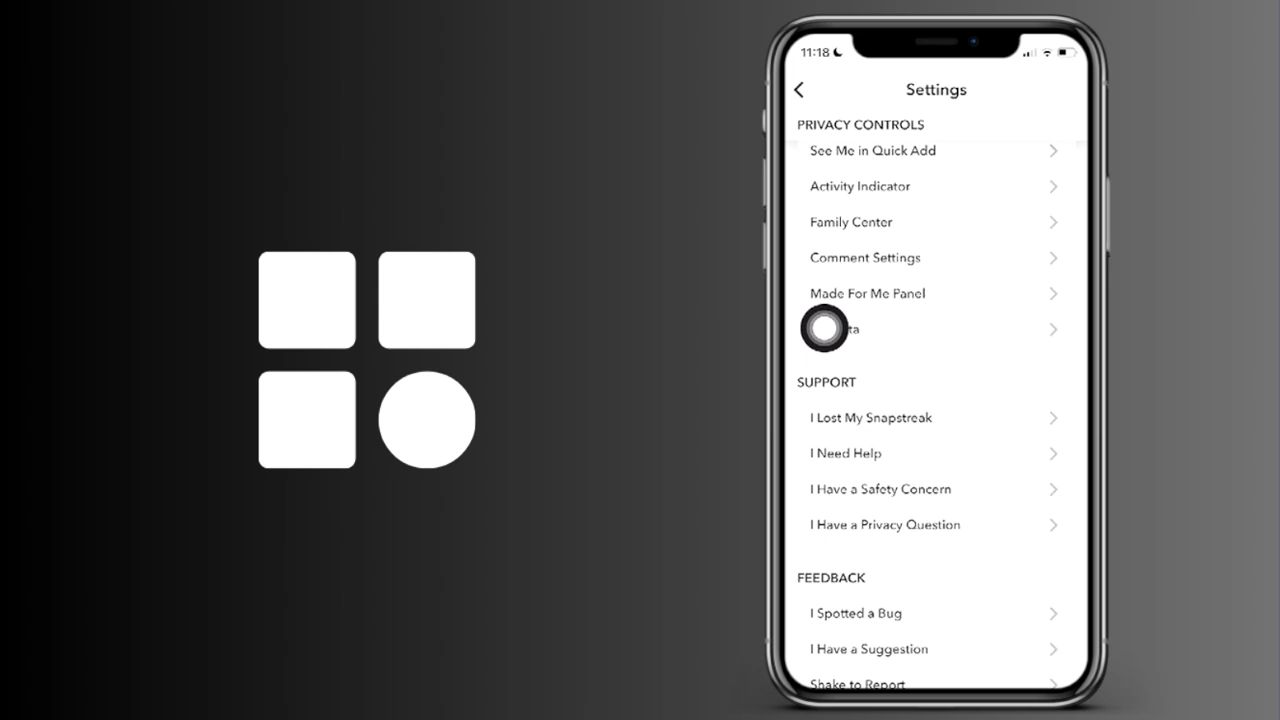 11:18
Settings
PRIVACY CONTROLS
See Me in Quick Add
Activity Indicator
Family Center
Comment Settings
Made For Me Panel
SUPPORT
I Lost My Snapstreak
I Need Help
I Have a Safety Concern
I Have a Privacy Question
FEEDBACK
I Spotted a Bug
I Have a Suggestion
Shake to Report